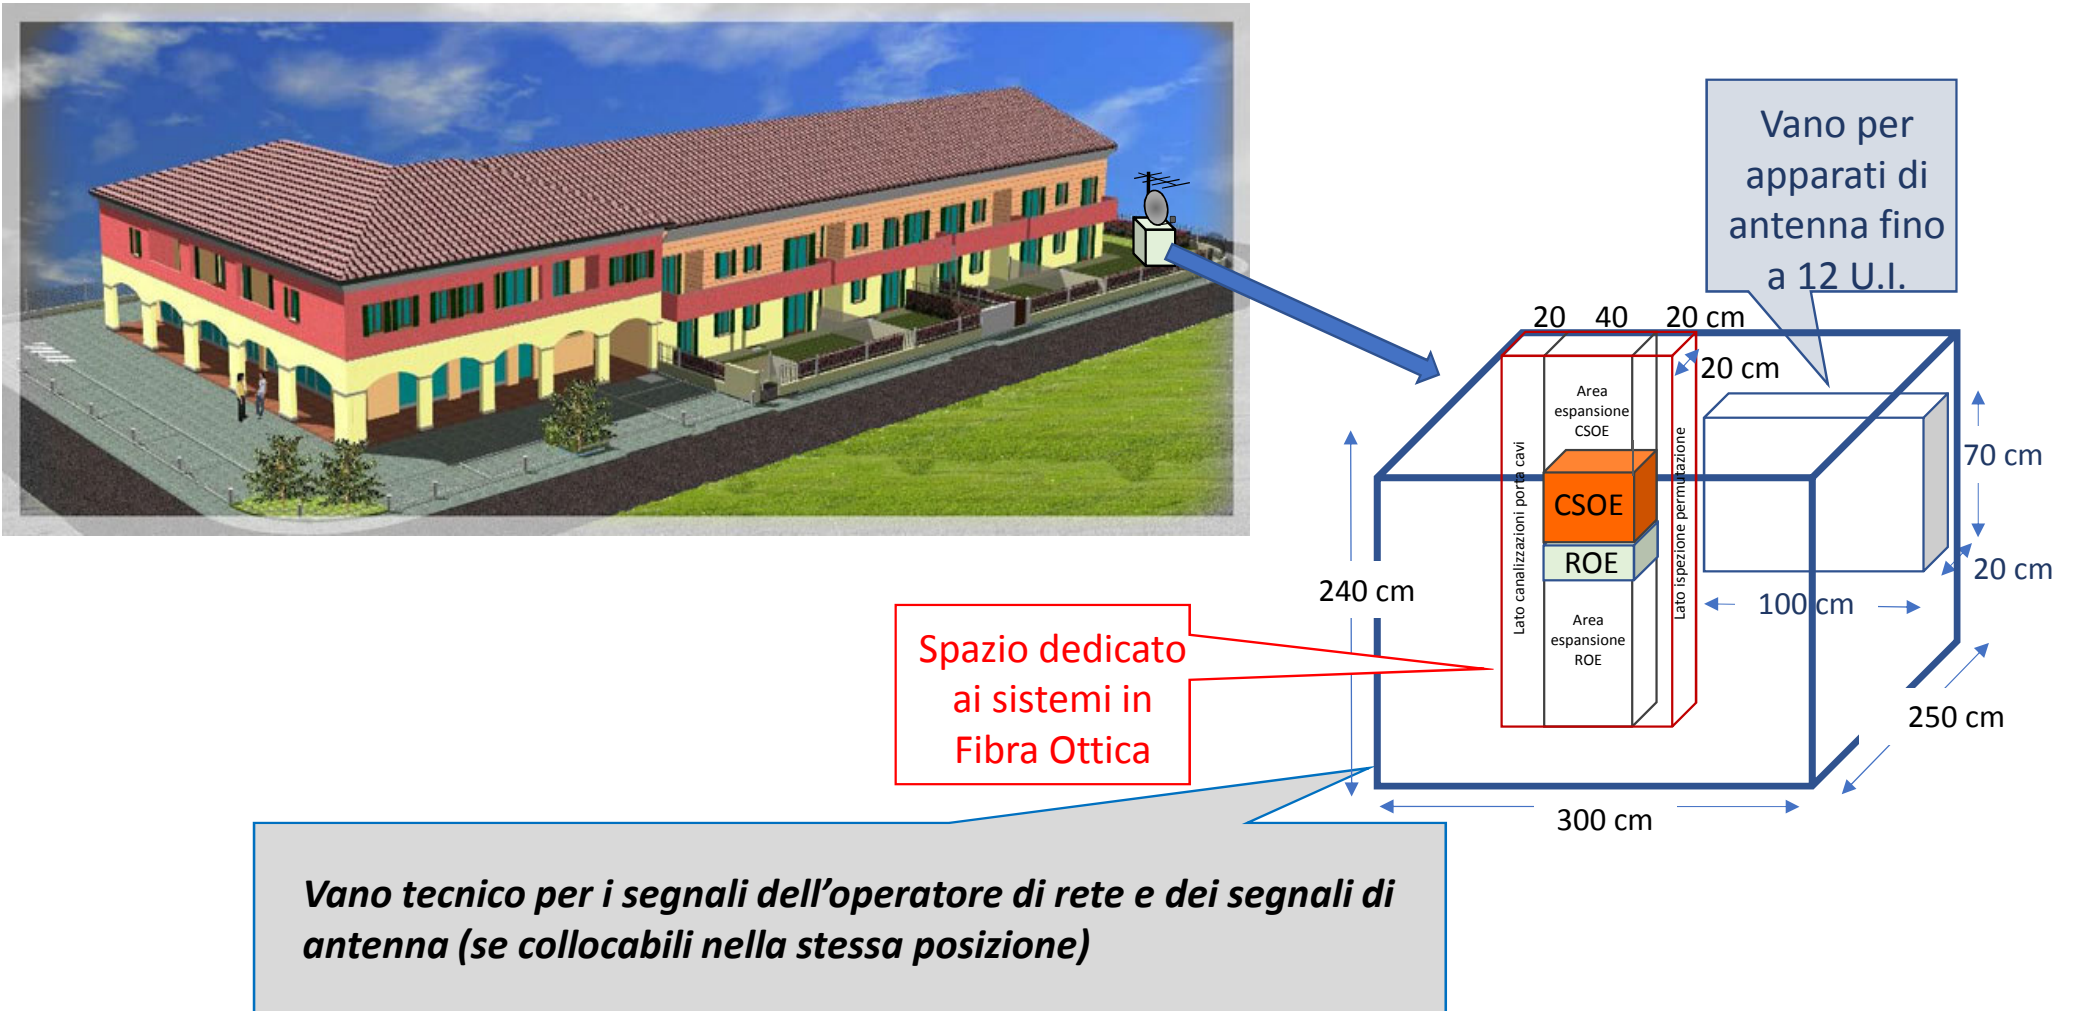 Vano per
apparati di
antenna fino
a 12 U.I.
20 40 20 cm
20 cm
Area
espansione
CSOE
Lato canalizzazioni porta cavi
Lato ispezione permutazione
CSOE
ROE
Area
espansione
ROE
70 cm
20 cm
100 cm
240 cm
250 cm
300 cm
Spazio dedicato
ai sistemi in
Fibra Ottica
Vano tecnico per i segnali dell’operatore di rete e dei segnali di
antenna (se collocabili nella stessa posizione)